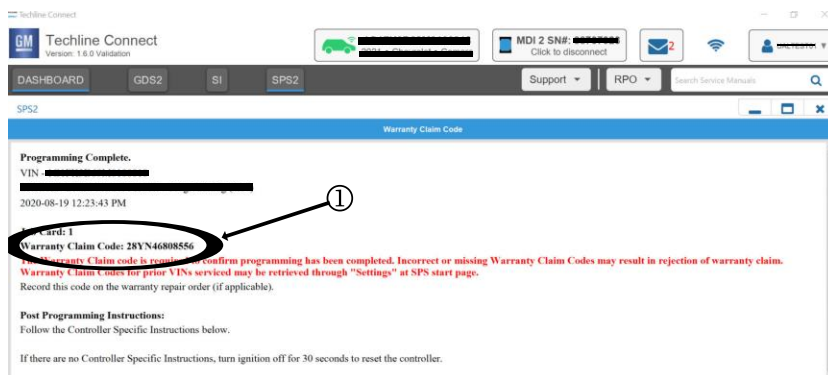 Techline Connect
GM
Techline Connect
Version: 1.6.0 Validation
MDI 2 SN#:
Click to disconnect
2
DASHBOARD
GDS2
SI
SPS2
Support
RPO
Search Service Manuals
SPS2
Warranty Claim Code
Programming Complete.
VIN -
2020-08-19 12:23:43 PM
1
Card: 1
Warranty Claim Code: 28YN46808556
Warranty Claim code is required to confirm programming has been completed. Incorrect or missing Warranty Claim Codes may result in rejection of warranty claim.
Warranty Claim Codes for prior VINs serviced may be retrieved through "Settings" at SPS start page.
Record this code on the warranty repair order (if applicable).
Post Programming Instructions:
Follow the Controller Specific Instructions below.
If there are no Controller Specific Instructions, turn ignition off for 30 seconds to reset the controller.